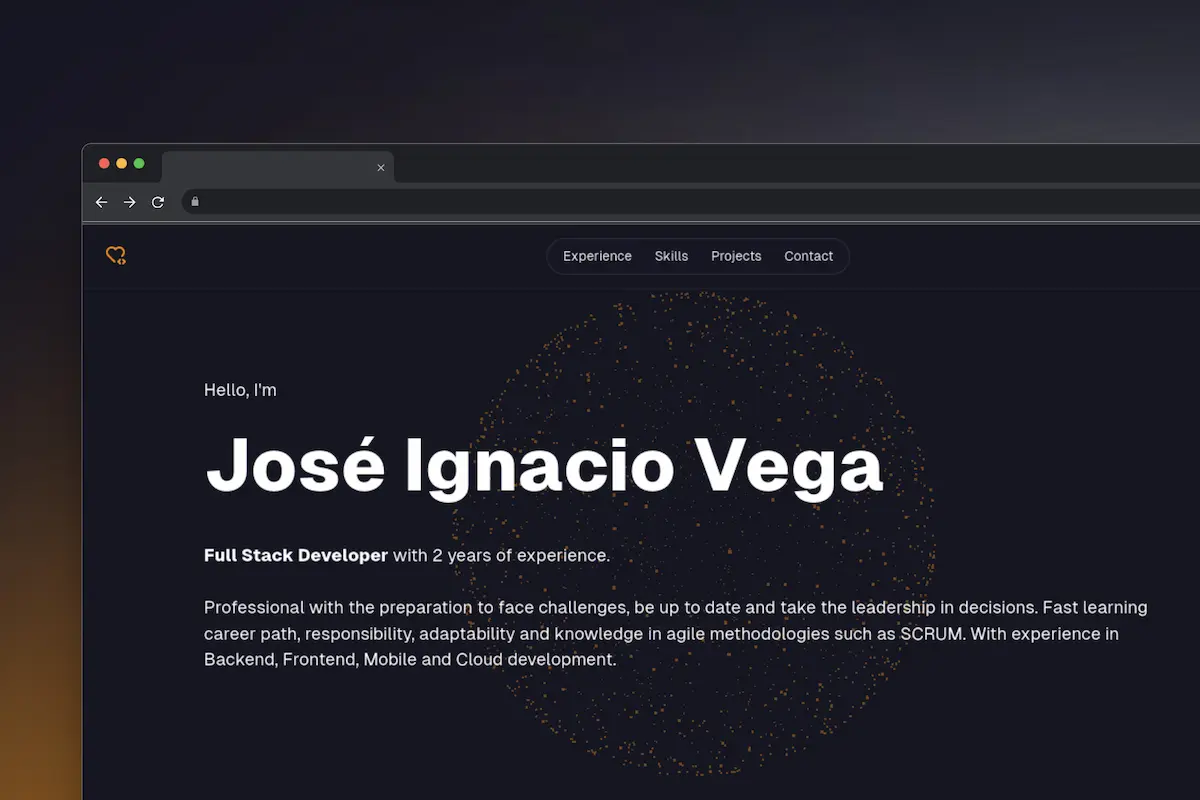 Experience Skills Projects Contact
Hello, I'm
José Ignacio Vega
Full Stack Developer with 2 years of experience.
Professional with the preparation to face challenges, be up to date and take the leadership in decisions. Fast learning
career path, responsibility, adaptability and knowledge in agile methodologies such as SCRUM. With experience in
Backend, Frontend, Mobile and Cloud development.